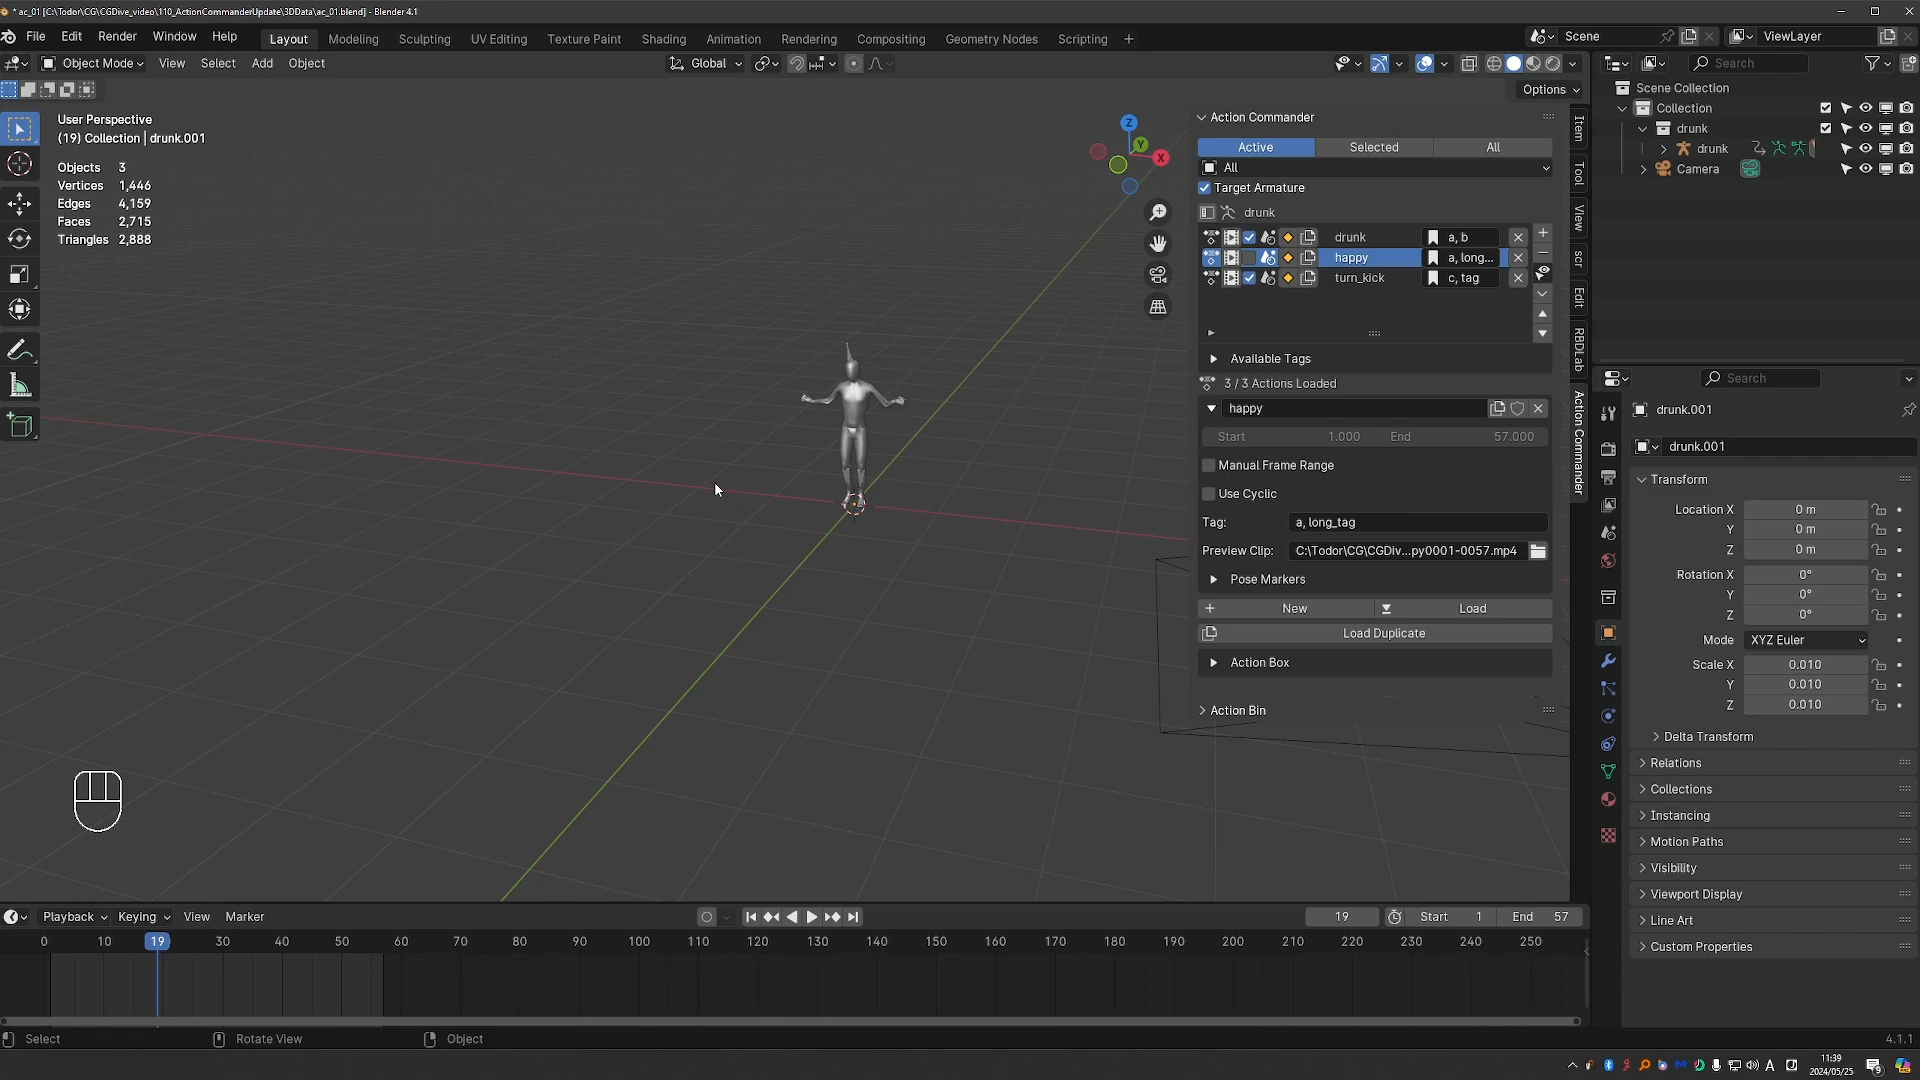 * ac_01 [C:\Todor\CG\CGDive_video\110_ActionCommanderUpdate\3DData\ac_01.blend] - Blender 4.1
File Edit Render Window Help Layout Modeling Sculpting UV Editing Texture Paint Shading Animation Rendering Compositing Geometry Nodes Scripting + Scene ViewLayer
Object Mode View Select Add Object Global Search
Options
User Perspective
(19) Collection | drunk.001
Objects 3
Vertices 1,446
Edges 4,159
Faces 2,715
Triangles 2,888
Z
Y
X
Action Commander
Active Selected All
All
Target Armature
drunk
drunk a, b
happy a, long...
turn_kick c, tag
Available Tags
3 / 3 Actions Loaded
happy
Start 1.000 End 57.000
Manual Frame Range
Use Cyclic
Tag: a, long_tag
Preview Clip: C:\Todor\CG\CGDiv...py0001-0057.mp4
Pose Markers
New Load
Load Duplicate
Action Box
Action Bin
Item
Tool
View
scr
Edit
RBDLab
Action Commander
Scene Collection
Collection
drunk
drunk
Camera
Search
drunk.001
drunk.001
Transform
Location X 0 m
Y 0 m
Z 0 m
Rotation X 0°
Y 0°
Z 0°
Mode XYZ Euler
Scale X 0.010
Y 0.010
Z 0.010
Delta Transform
Relations
Collections
Instancing
Motion Paths
Visibility
Viewport Display
Line Art
Custom Properties
Playback Keying View Marker 19 Start 1 End 57
0 10 19 30 40 50 60 70 80 90 100 110 120 130 140 150 160 170 180 190 200 210 220 230 240 250
Select Rotate View Object 4.1.1
A 11:39
2024/05/25